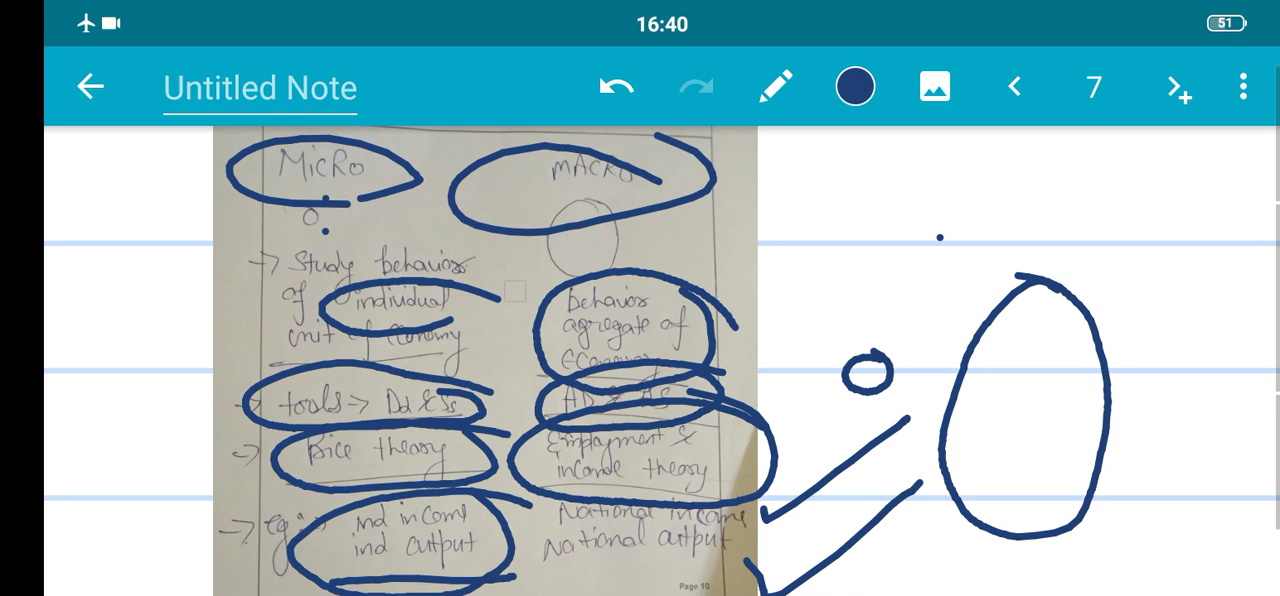 16:40
51
Untitled Note
7
MicRo
MACRO
→ Study behavior
of individual
unit of Economy
behavior
agregate of
Economy
→ tools → Dd & Ss
AD & AS
→ Price theory
Employment &
income theory
→ eg:
ind income
ind output
National income
National output
Page 10